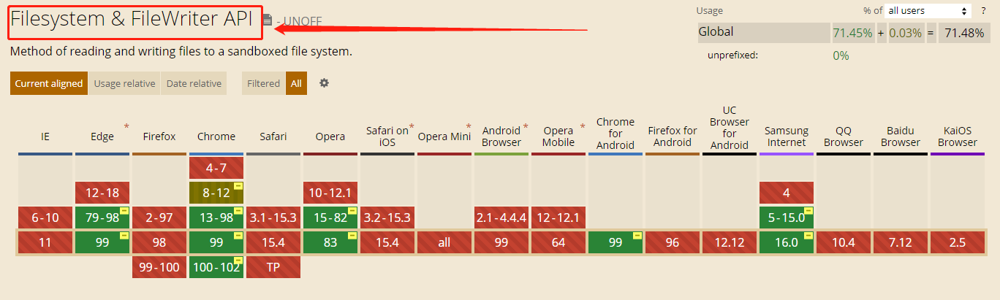 Filesystem & FileWriter API - UNOFF
Usage % of all users ?
Global 71.45% + 0.03% = 71.48%
unprefixed: 0%
Method of reading and writing files to a sandboxed file system.
Current aligned Usage relative Date relative Filtered All
IE
Edge *
Firefox
Chrome
Safari
Opera
Safari on iOS *
Opera Mini *
Android Browser *
Opera Mobile *
Chrome for Android
Firefox for Android
UC Browser for Android
Samsung Internet
QQ Browser
Baidu Browser
KaiOS Browser
4-7
12-18 8-12 10-12.1 4
6-10 79-98 2-97 13-98 3.1-15.3 15-82 3.2-15.3 2.1-4.4.4 12-12.1 5-15.0
11 99 98 99 15.4 83 15.4 all 99 64 99 96 12.12 16.0 10.4 7.12 2.5
99-100 100-102 TP